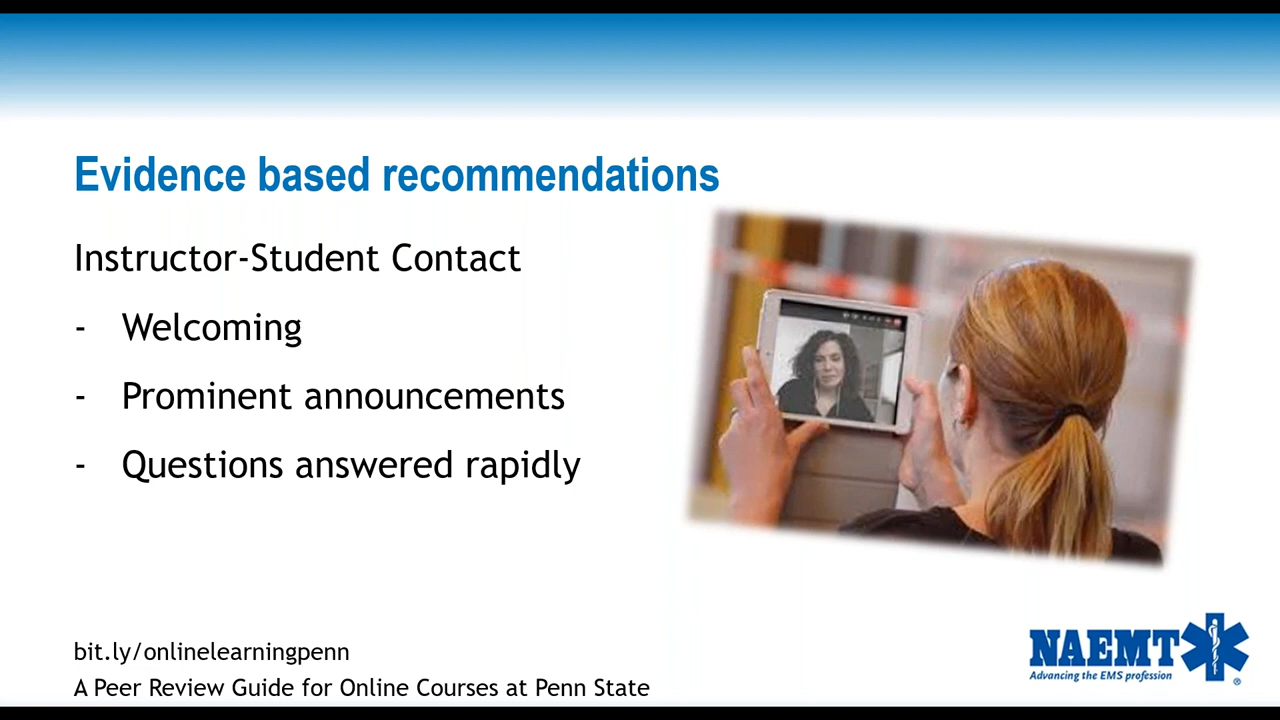 Evidence based recommendations
Instructor-Student Contact
- Welcoming
- Prominent announcements
- Questions answered rapidly
bit.ly/onlinelearningpenn
A Peer Review Guide for Online Courses at Penn State
NAEMT
Advancing the EMS profession
®